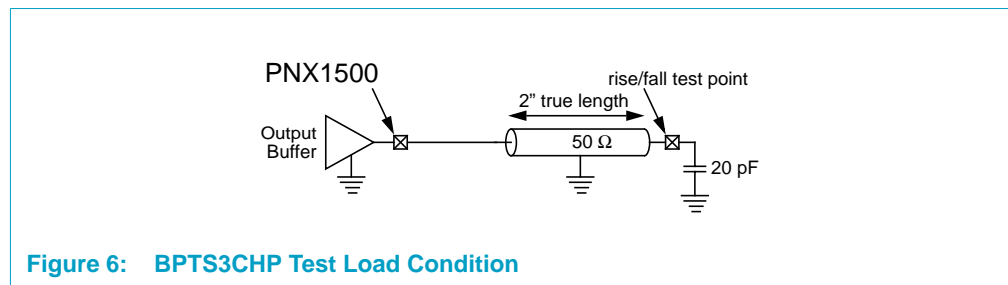 PNX1500
rise/fall test point
2” true length
Output
Buffer
50 Ω
20 pF
Figure 6: BPTS3CHP Test Load Condition